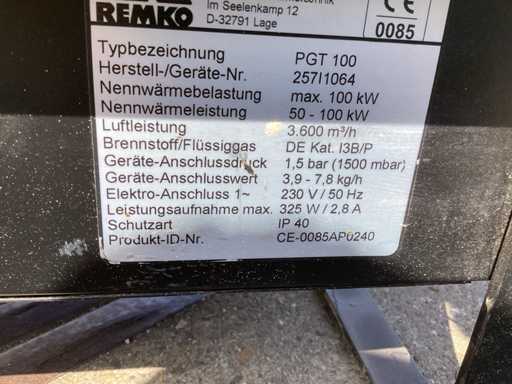 REMKO
Im Seelenkamp 12
D-32791 Lage
CE
0085
Typbezeichnung PGT 100
Herstell-/Geräte-Nr. 257I1064
Nennwärmebelastung max. 100 kW
Nennwärmeleistung 50 - 100 kW
Luftleistung 3.600 m³/h
Brennstoff/Flüssiggas DE Kat. I3B/P
Geräte-Anschlussdruck 1,5 bar (1500 mbar)
Geräte-Anschlusswert 3,9 - 7,8 kg/h
Elektro-Anschluss 1~ 230 V / 50 Hz
Leistungsaufnahme max. 325 W / 2,8 A
Schutzart IP 40
Produkt-ID-Nr. CE-0085AP0240